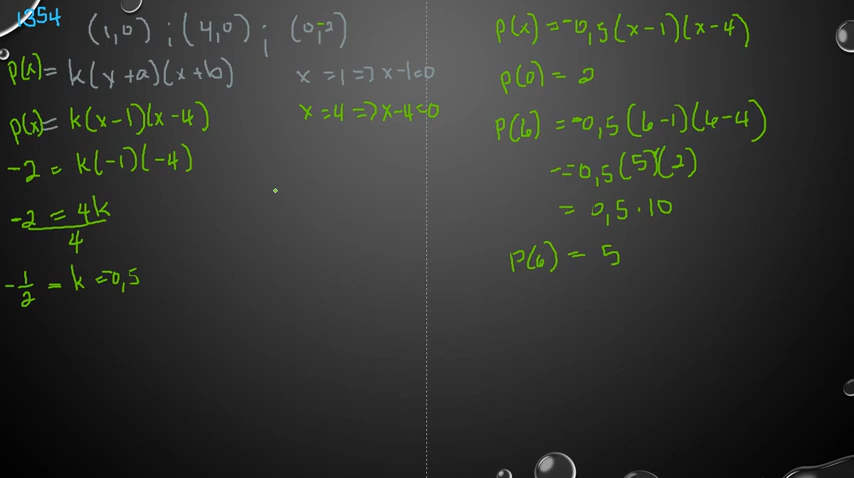 1354
(1,0) ; (4,0) ; (0,-2)
p(x)= k(x+a)(x+b)
x=1=>x-1=0
p(x)= k(x-1)(x-4)
x=4=>x-4=0
-2 = k(-1)(-4)
-2 = 4k
4
-1/2 = k =-0,5
p(x)=-0,5(x-1)(x-4)
p(0)= 2
P(6) =-0,5(6-1)(6-4)
-=0,5(5)(2)
= 0,5·10
P(6) = 5